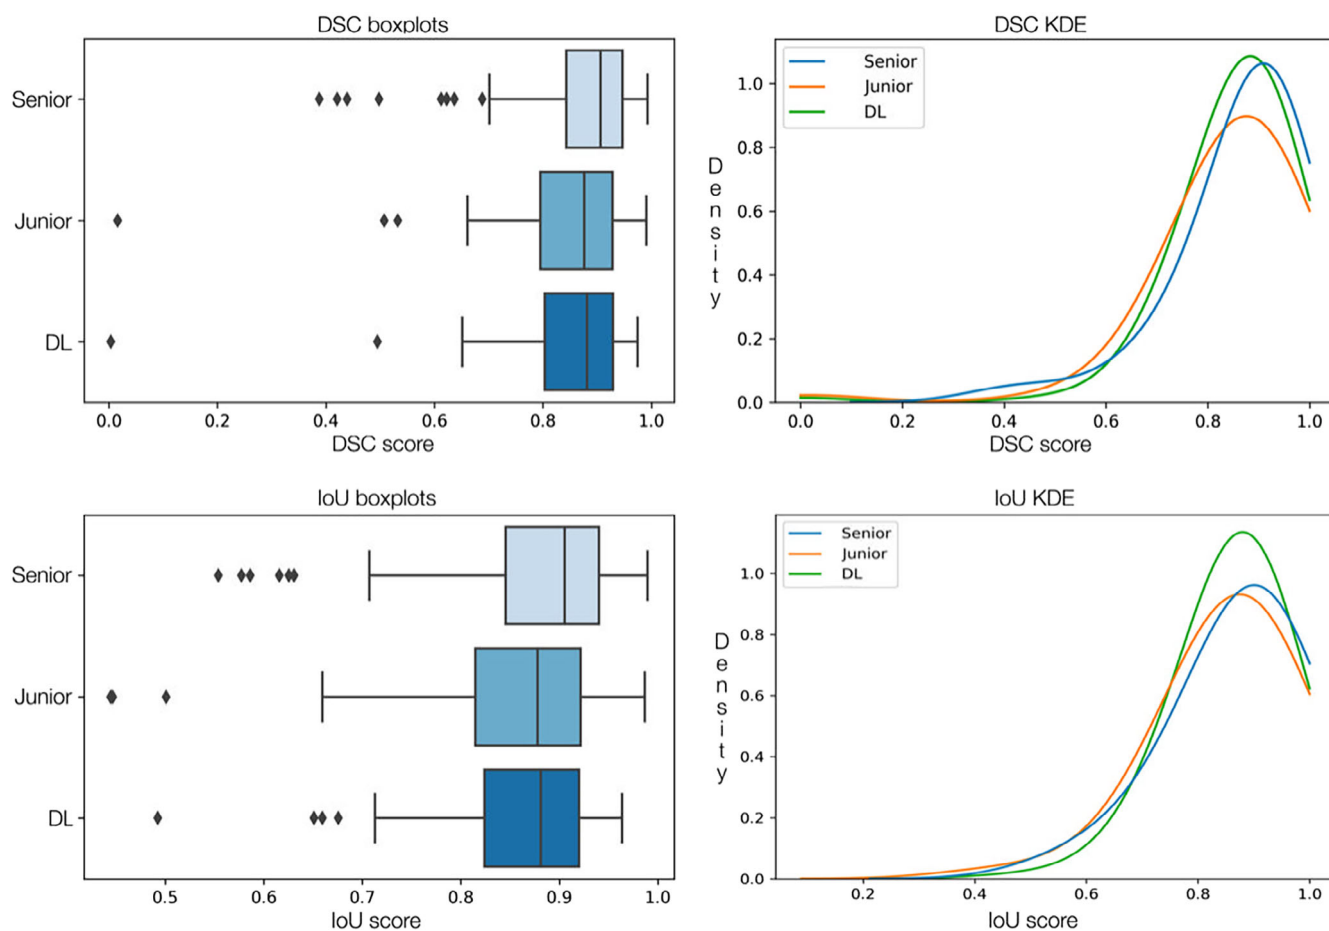 DSC boxplots
Senior
Junior
DL
0.0 0.2 0.4 0.6 0.8 1.0
DSC score
DSC KDE
Senior
Junior
DL
Density
1.0
0.8
0.6
0.4
0.2
0.0
0.0 0.2 0.4 0.6 0.8 1.0
DSC score
IoU boxplots
Senior
Junior
DL
0.5 0.6 0.7 0.8 0.9 1.0
IoU score
IoU KDE
Senior
Junior
DL
Density
1.0
0.8
0.6
0.4
0.2
0.0
0.2 0.4 0.6 0.8 1.0
IoU score